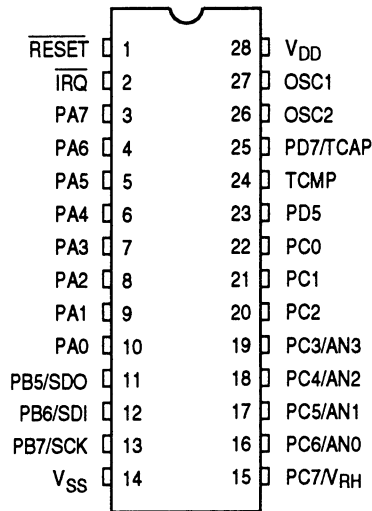 RESET 1 28 VDD
IRQ 2 27 OSC1
PA7 3 26 OSC2
PA6 4 25 PD7/TCAP
PA5 5 24 TCMP
PA4 6 23 PD5
PA3 7 22 PC0
PA2 8 21 PC1
PA1 9 20 PC2
PA0 10 19 PC3/AN3
PB5/SDO 11 18 PC4/AN2
PB6/SDI 12 17 PC5/AN1
PB7/SCK 13 16 PC6/AN0
VSS 14 15 PC7/VRH